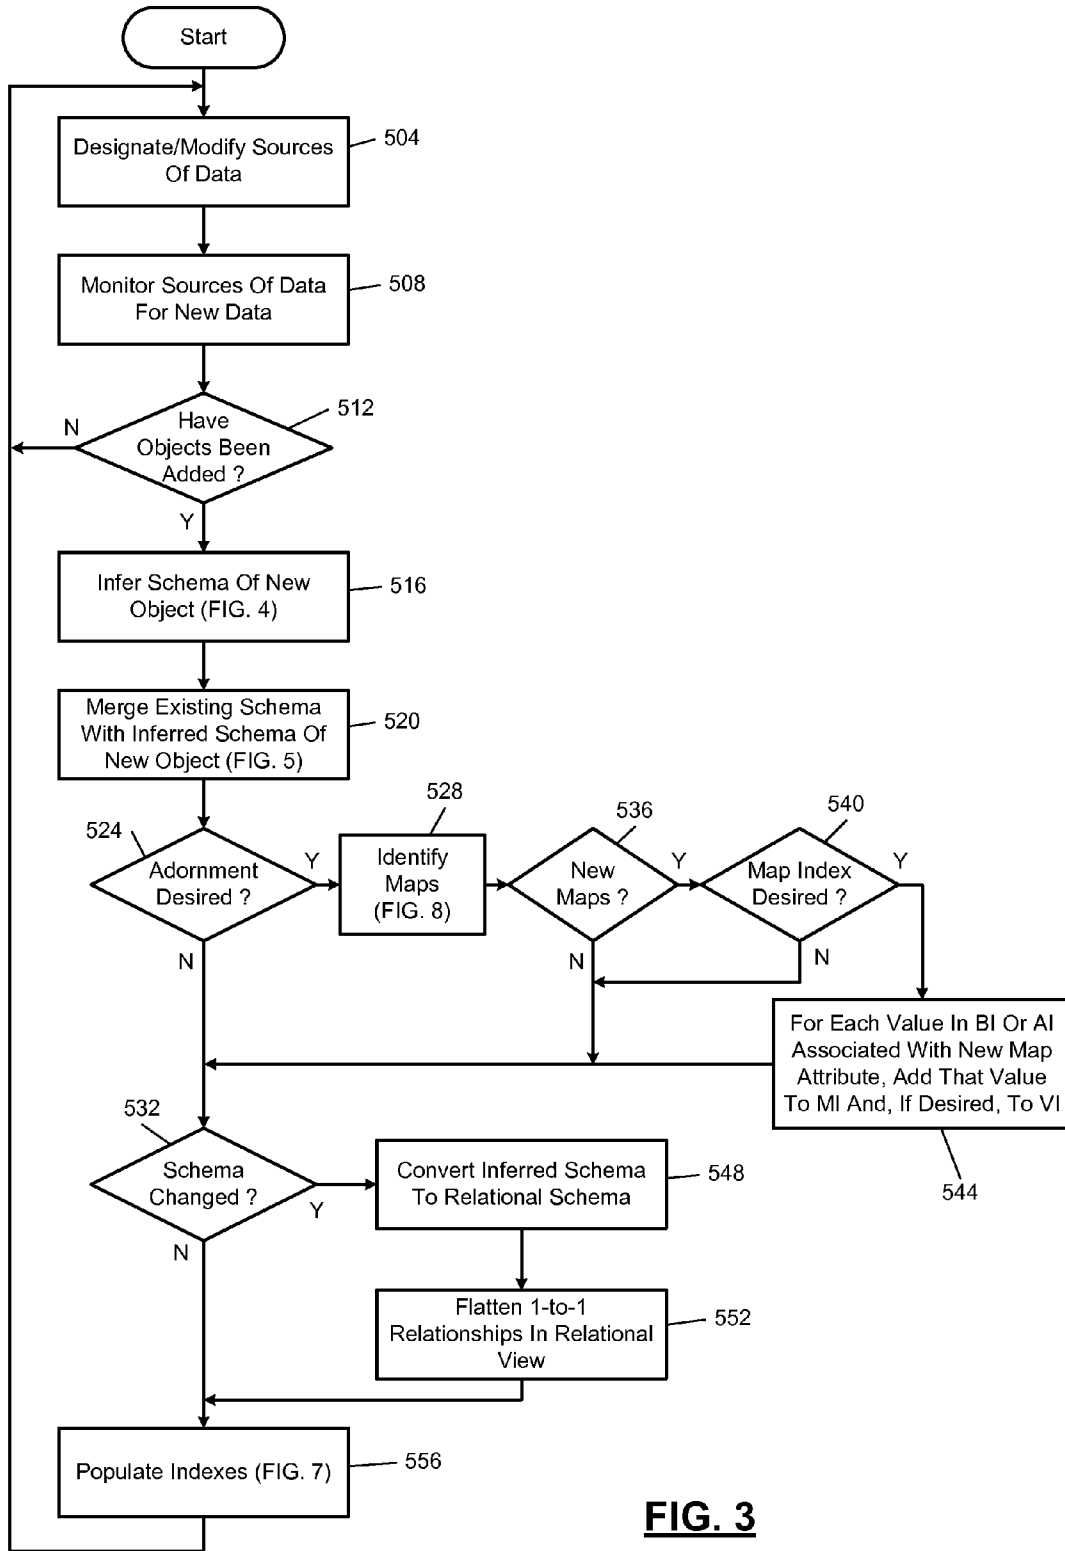 Start
Designate/Modify Sources
Of Data
504
Monitor Sources Of Data
For New Data
508
Have
Objects Been
Added ?
512
N
Y
Infer Schema Of New
Object (FIG. 4)
516
Merge Existing Schema
With Inferred Schema Of
New Object (FIG. 5)
520
524
Adornment
Desired ?
Y
N
528
Identify
Maps
(FIG. 8)
536
New
Maps ?
Y
N
540
Map Index
Desired ?
Y
N
For Each Value In BI Or AI
Associated With New Map
Attribute, Add That Value
To MI And, If Desired, To VI
544
532
Schema
Changed ?
Y
N
Convert Inferred Schema
To Relational Schema
548
Flatten 1-to-1
Relationships In Relational
View
552
Populate Indexes (FIG. 7)
556
FIG. 3